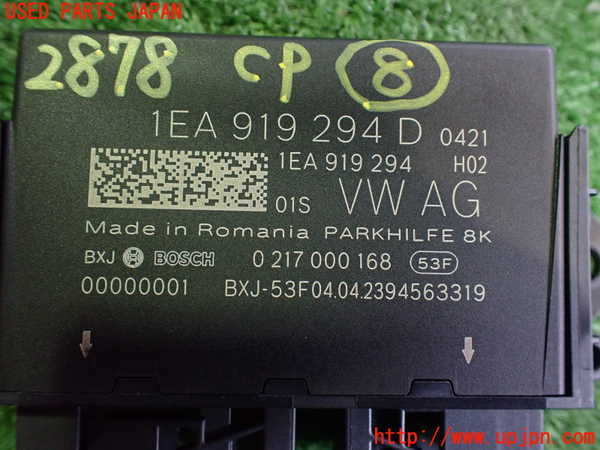 USED PARTS JAPAN
2878 CP 8
1EA 919 294 D 0421
1EA 919 294 H02
01S VW AG
Made in Romania PARKHILFE 8K
BXJ BOSCH 0 217 000 168 53F
00000001 BXJ-53F04.04.2394563319
UPJ
http://www.upjpn.com